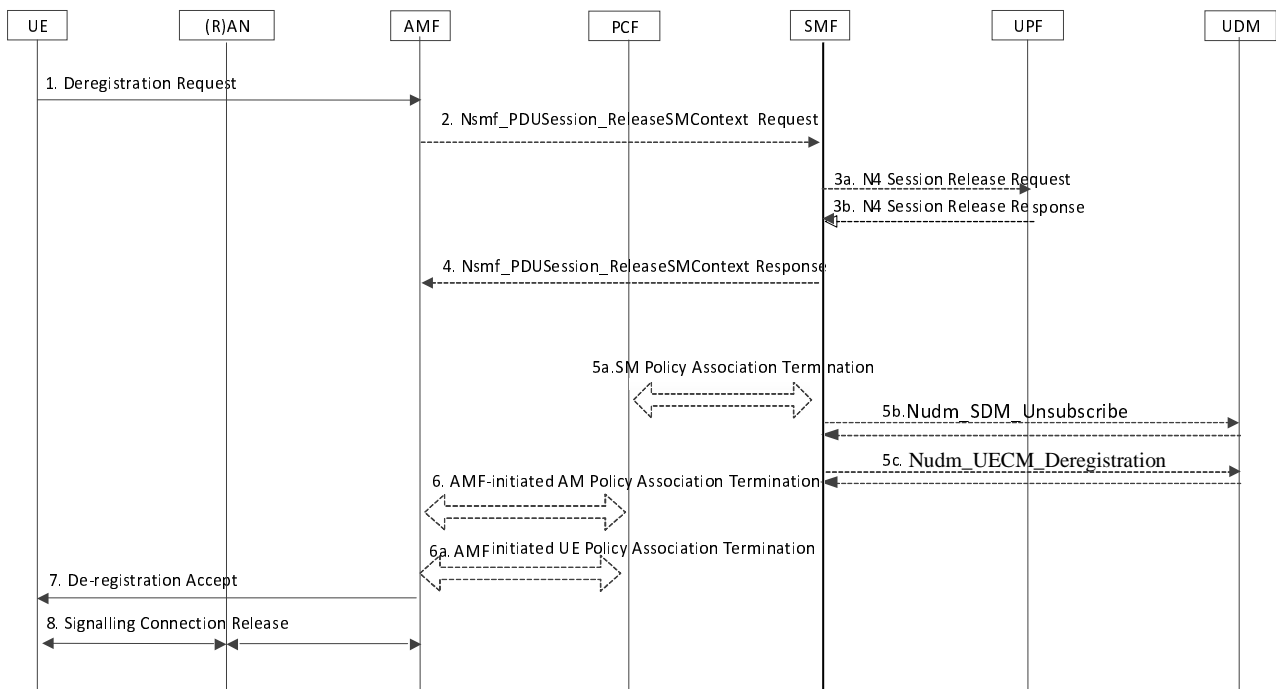 UE
(R)AN
AMF
PCF
SMF
UPF
UDM
1. Deregistration Request
2. Nsmf_PDUSession_ReleaseSMContext Request
3a. N4 Session Release Request
3b. N4 Session Release Response
4. Nsmf_PDUSession_ReleaseSMContext Response
5a.SM Policy Association Termination
5b.Nudm_SDM_Unsubscribe
5c. Nudm_UECM_Deregistration
6. AMF-initiated AM Policy Association Termination
6a. AMF initiated UE Policy Association Termination
7. De-registration Accept
8. Signalling Connection Release